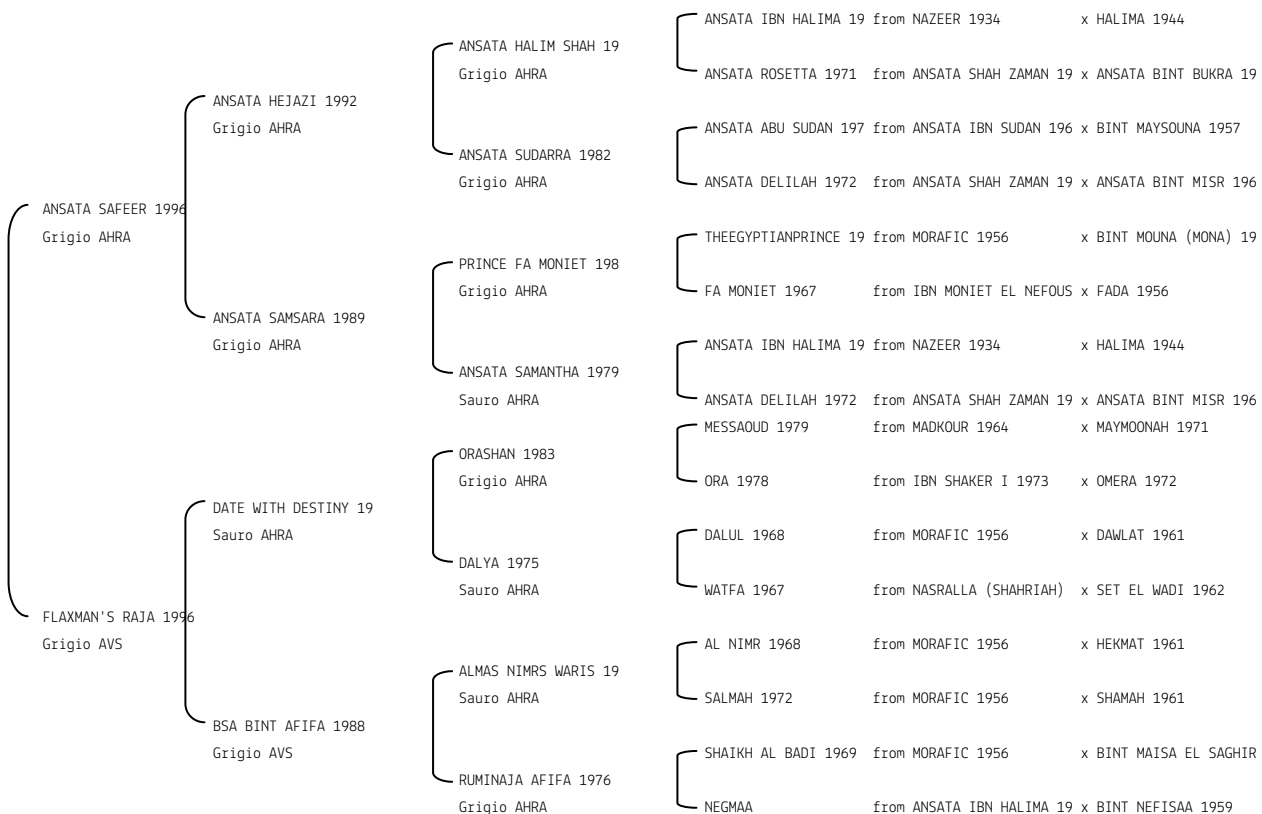 ANSATA IBN HALIMA 19 from NAZEER 1934 x HALIMA 1944
ANSATA HALIM SHAH 19
Grigio AHRA
ANSATA ROSETTA 1971 from ANSATA SHAH ZAMAN 19 x ANSATA BINT BUKRA 19
ANSATA HEJAZI 1992
Grigio AHRA
ANSATA ABU SUDAN 197 from ANSATA IBN SUDAN 196 x BINT MAYSOUNA 1957
ANSATA SUDARRA 1982
Grigio AHRA
ANSATA DELILAH 1972 from ANSATA SHAH ZAMAN 19 x ANSATA BINT MISR 196
ANSATA SAFEER 1996
Grigio AHRA
THEEGYPTIANPRINCE 19 from MORAFIC 1956 x BINT MOUNA (MONA) 19
PRINCE FA MONIET 198
Grigio AHRA
FA MONIET 1967 from IBN MONIET EL NEFOUS x FADA 1956
ANSATA SAMSARA 1989
Grigio AHRA
ANSATA IBN HALIMA 19 from NAZEER 1934 x HALIMA 1944
ANSATA SAMANTHA 1979
Sauro AHRA
ANSATA DELILAH 1972 from ANSATA SHAH ZAMAN 19 x ANSATA BINT MISR 196
MESSAOUD 1979 from MADKOUR 1964 x MAYMOONAH 1971
ORASHAN 1983
Grigio AHRA
ORA 1978 from IBN SHAKER I 1973 x OMERA 1972
DATE WITH DESTINY 19
Sauro AHRA
DALUL 1968 from MORAFIC 1956 x DAWLAT 1961
DALYA 1975
Sauro AHRA
WATFA 1967 from NASRALLA (SHAHRIAH) x SET EL WADI 1962
FLAXMAN'S RAJA 1996
Grigio AVS
AL NIMR 1968 from MORAFIC 1956 x HEKMAT 1961
ALMAS NIMRS WARIS 19
Sauro AHRA
SALMAH 1972 from MORAFIC 1956 x SHAMAH 1961
BSA BINT AFIFA 1988
Grigio AVS
SHAIKH AL BADI 1969 from MORAFIC 1956 x BINT MAISA EL SAGHIR
RUMINAJA AFIFA 1976
Grigio AHRA
NEGMAA from ANSATA IBN HALIMA 19 x BINT NEFISAA 1959